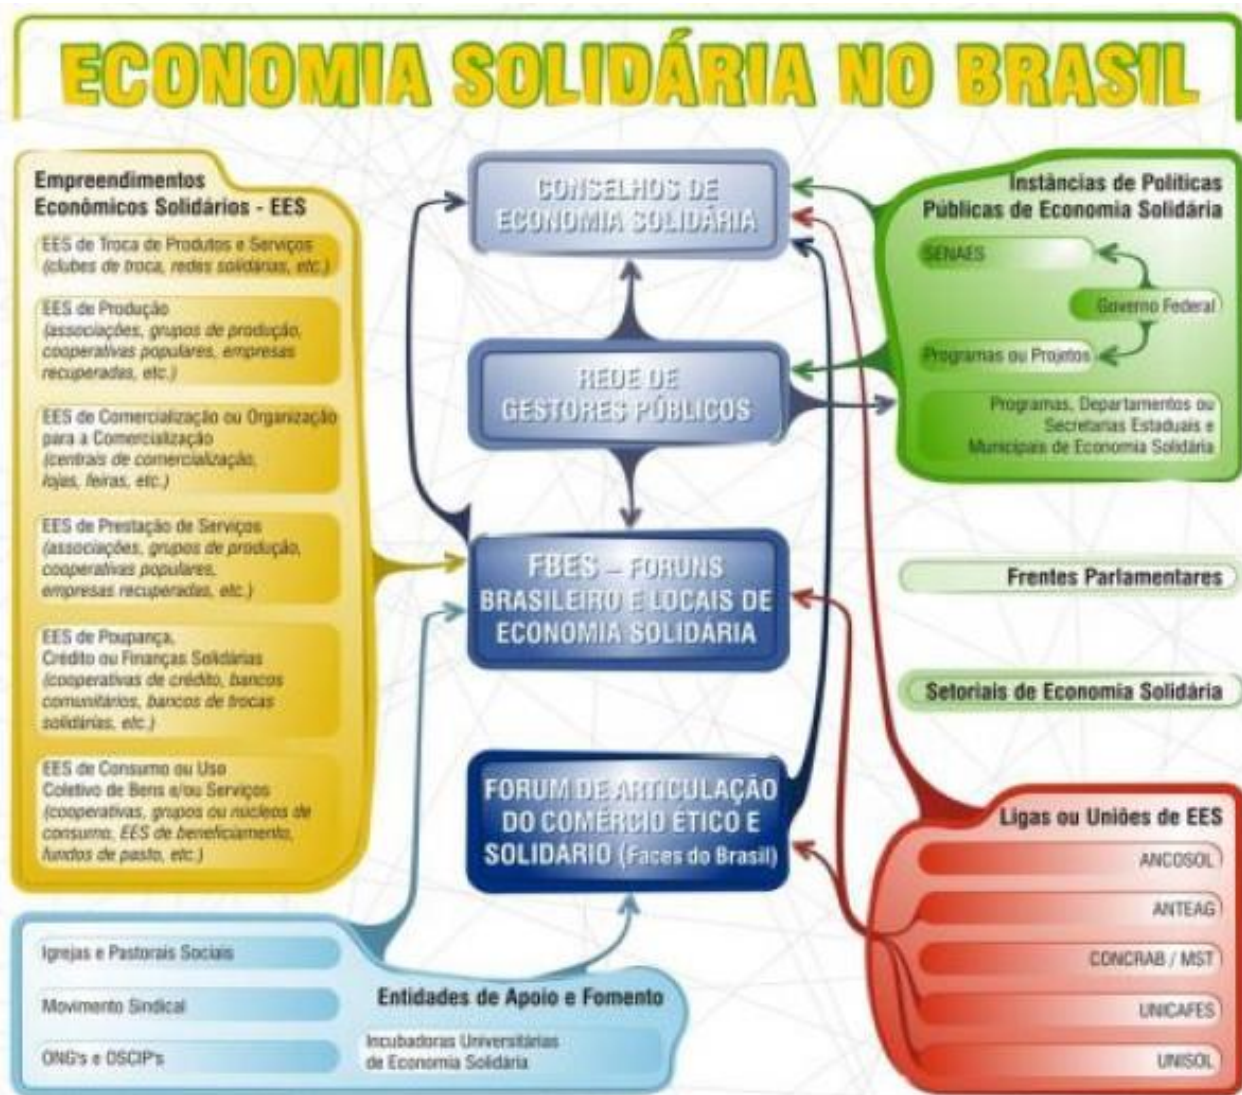 ECONOMIA SOLIDÁRIA NO BRASIL
Empreendimentos
Econômicos Solidários - EES
EES de Troca de Produtos e Serviços
(clubes de troca, redes solidárias, etc.)
EES de Produção
(associações, grupos de produção,
cooperativas populares, empresas
recuperadas, etc.)
EES de Comercialização ou Organização
para a Comercialização
(centrais de comercialização,
lojas, feiras, etc.)
EES de Prestação de Serviços
(associações, grupos de produção,
cooperativas populares,
empresas recuperadas, etc.)
EES de Poupança,
Crédito ou Finanças Solidárias
(cooperativas de crédito, bancos
comunitários, bancos de trocas
solidárias, etc.)
EES de Consumo ou Uso
Coletivo de Bens e/ou Serviços
(cooperativas, grupos ou núcleos de
consumo, EES de beneficiamento,
fundos de pasto, etc.)
CONSELHOS DE
ECONOMIA SOLIDÁRIA
REDE DE
GESTORES PÚBLICOS
FBES – FORUNS
BRASILEIRO E LOCAIS DE
ECONOMIA SOLIDÁRIA
FORUM DE ARTICULAÇÃO
DO COMÉRCIO ÉTICO E
SOLIDÁRIO (Faces do Brasil)
Instâncias de Políticas
Públicas de Economia Solidária
SENAES
Governo Federal
Programas ou Projetos
Programas, Departamentos ou
Secretarias Estaduais e
Municipais de Economia Solidária
Frentes Parlamentares
Setoriais de Economia Solidária
Ligas ou Uniões de EES
ANCOSOL
ANTEAG
CONCRAB / MST
UNICAFES
UNISOL
Igrejas e Pastorais Sociais
Movimento Sindical
ONG's e OSCIP's
Entidades de Apoio e Fomento
Incubadoras Universitárias
de Economia Solidária